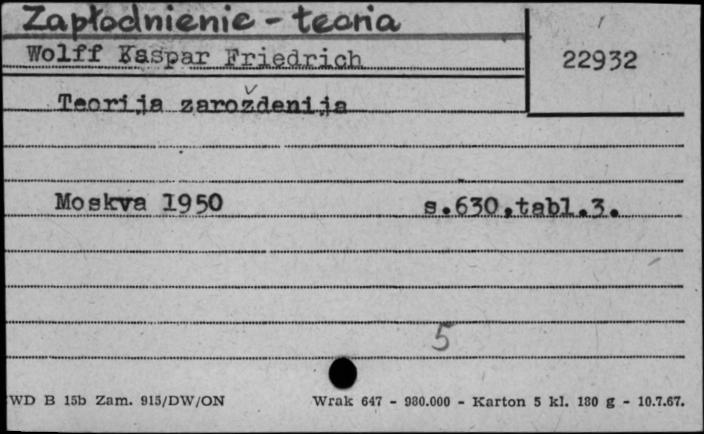 Zapłodnienie - teoria
Wolff Kaspar Friedrich
22932
Teorija zaroždenija
Moskva 1950 s.630,tabl.3.
5
WD B 15b Zam. 915/DW/ON Wrak 647 - 980.000 - Karton 5 kl. 180 g - 10.7.67.